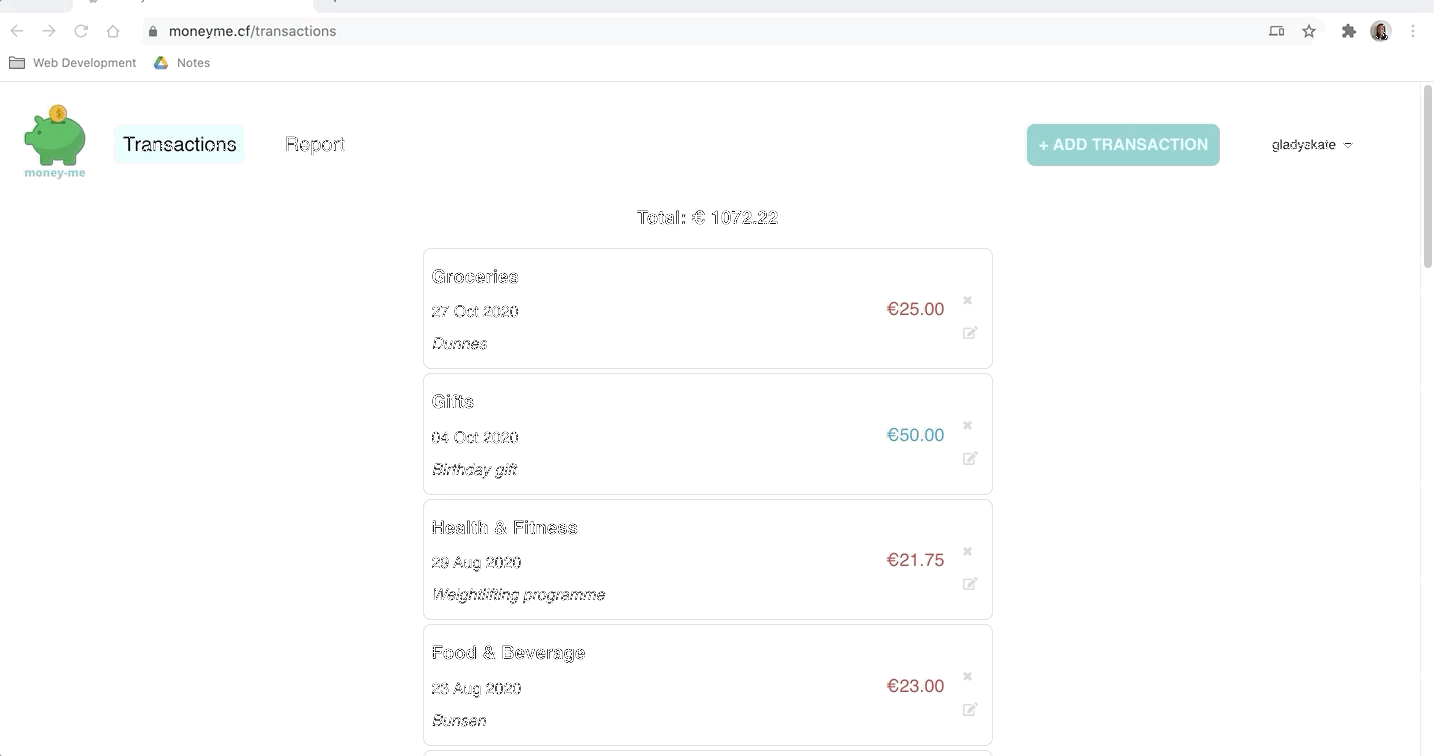 moneyme.cf/transactions
Web Development
Notes
money-me
Transactions
Report
+ ADD TRANSACTION
gladyskate
Total: € 1072.22
Groceries
27 Oct 2020
Dunnes
€25.00
Gifts
04 Oct 2020
Birthday gift
€50.00
Health & Fitness
29 Aug 2020
Weightlifting programme
€21.75
Food & Beverage
23 Aug 2020
Bunsen
€23.00